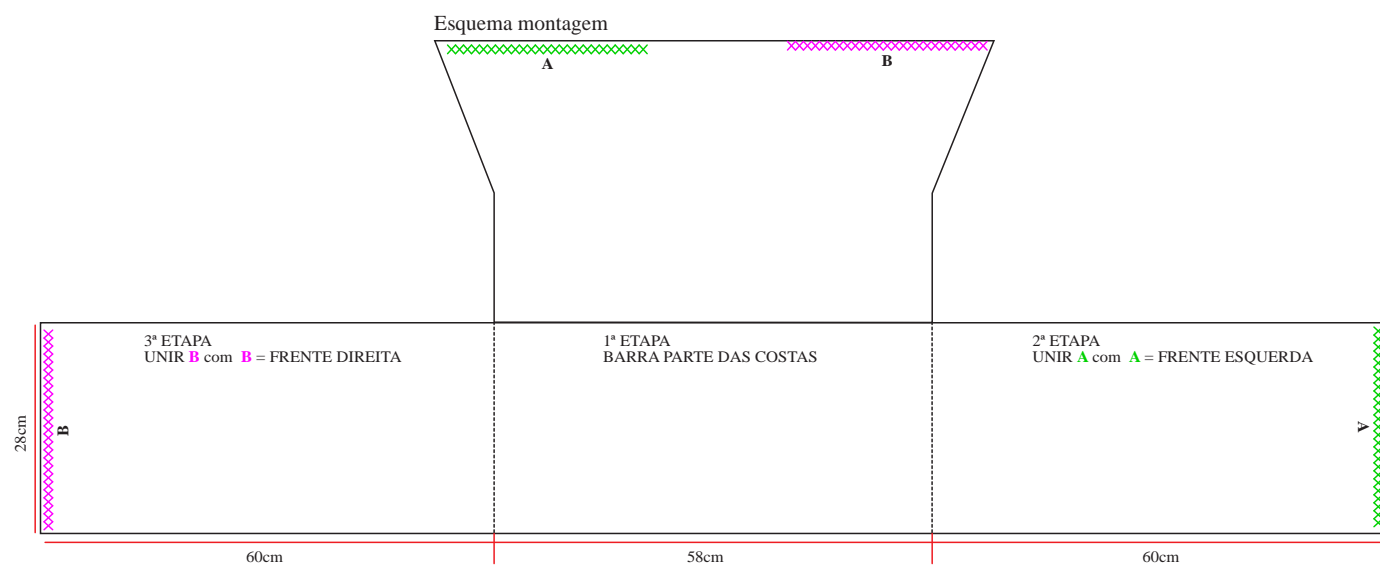 Esquema montagem
A
B
3ª ETAPA
UNIR B com B = FRENTE DIREITA
1ª ETAPA
BARRA PARTE DAS COSTAS
2ª ETAPA
UNIR A com A = FRENTE ESQUERDA
28cm
B
A
60cm
58cm
60cm